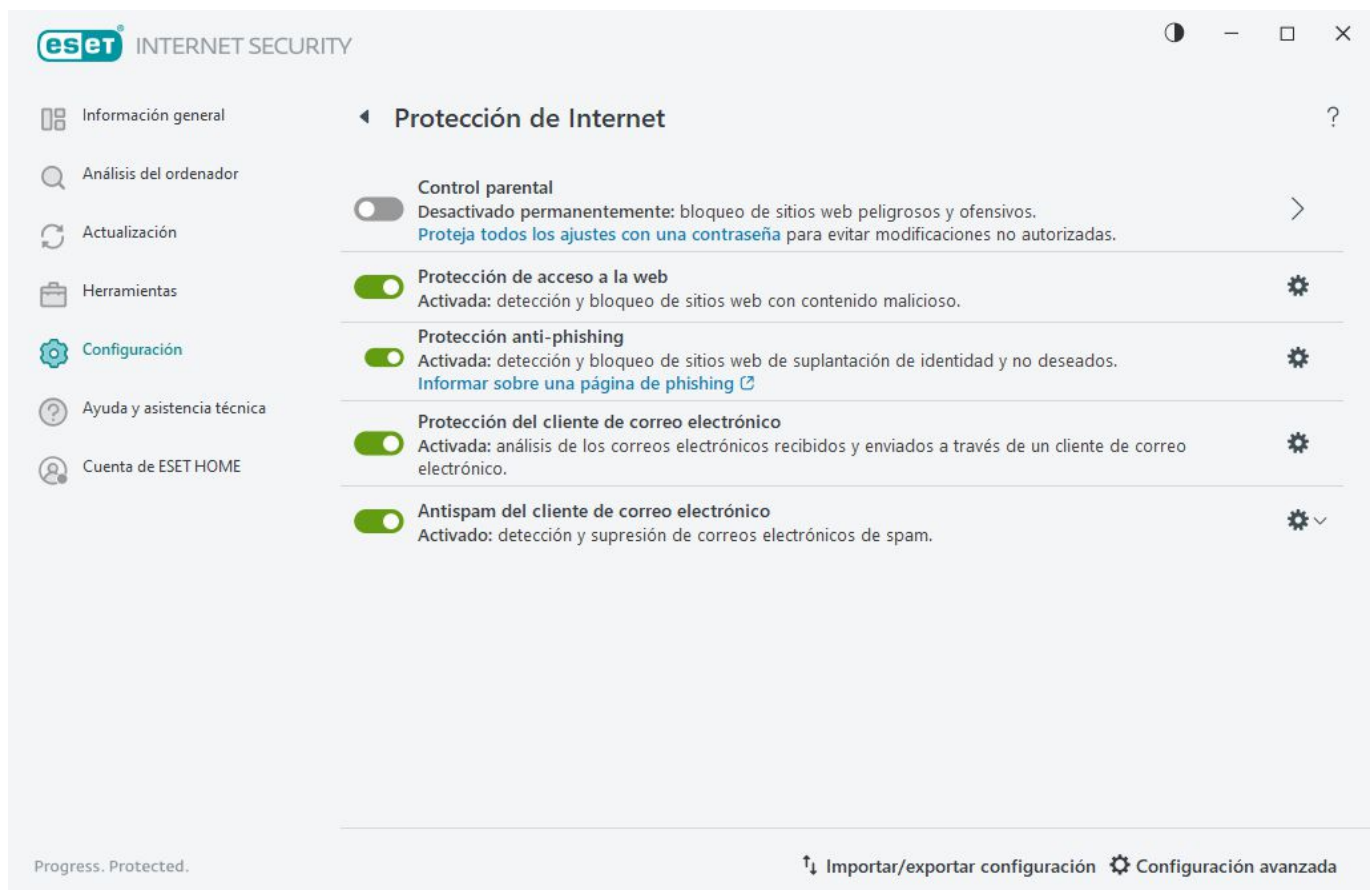 eset® INTERNET SECURITY
Información general
Análisis del ordenador
Actualización
Herramientas
Configuración
Ayuda y asistencia técnica
Cuenta de ESET HOME
Protección de Internet
?
Control parental
Desactivado permanentemente: bloqueo de sitios web peligrosos y ofensivos.
Proteja todos los ajustes con una contraseña para evitar modificaciones no autorizadas.
Protección de acceso a la web
Activada: detección y bloqueo de sitios web con contenido malicioso.
Protección anti-phishing
Activada: detección y bloqueo de sitios web de suplantación de identidad y no deseados.
Informar sobre una página de phishing
Protección del cliente de correo electrónico
Activada: análisis de los correos electrónicos recibidos y enviados a través de un cliente de correo
electrónico.
Antispam del cliente de correo electrónico
Activado: detección y supresión de correos electrónicos de spam.
Progress. Protected.
Importar/exportar configuración
Configuración avanzada